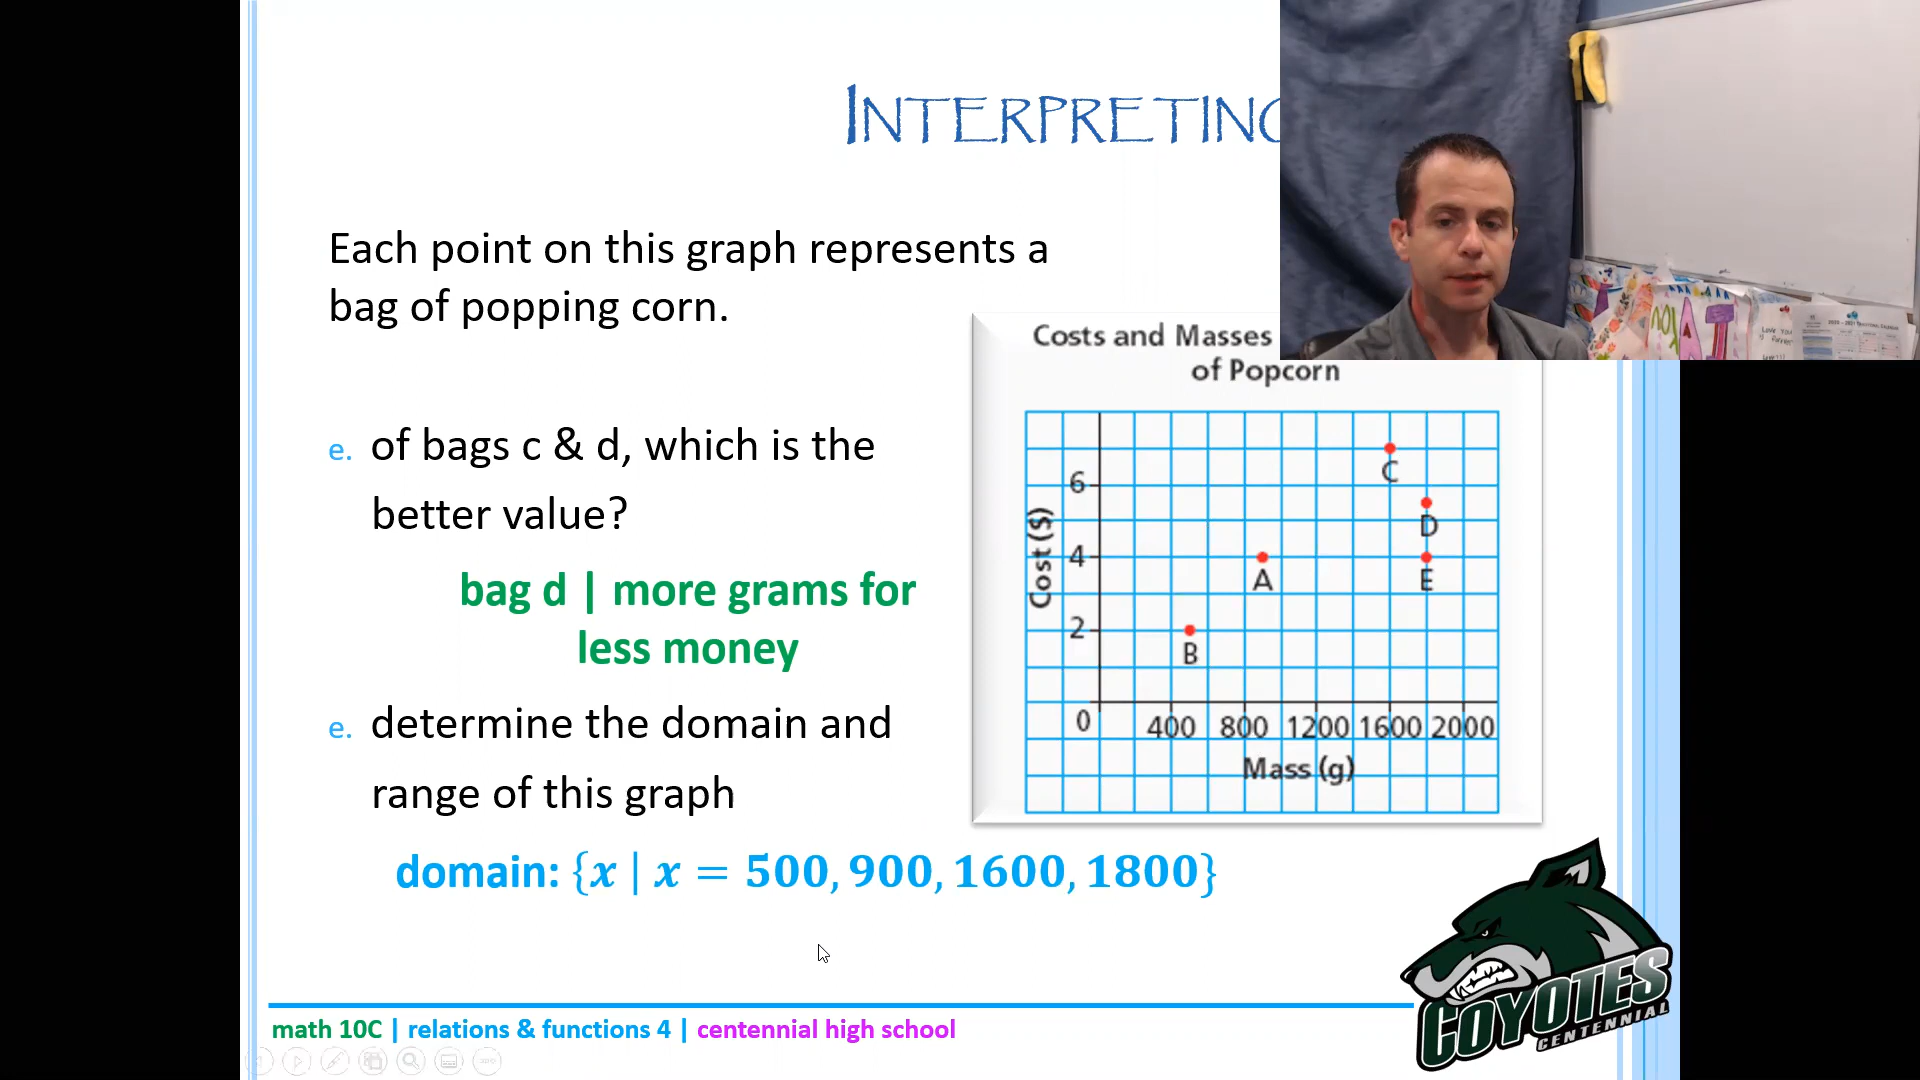 INTERPRETING
Each point on this graph represents a
bag of popping corn.
e. of bags c & d, which is the
better value?
bag d | more grams for
less money
e. determine the domain and
range of this graph
domain: {x | x = 500, 900, 1600, 1800}
Costs and Masses
of Popcorn
Cost ($)
6
4
2
0
400 800 1200 1600 2000
Mass (g)
C
D
A
E
B
math 10C | relations & functions 4 | centennial high school
COYOTES
CENTENNIAL